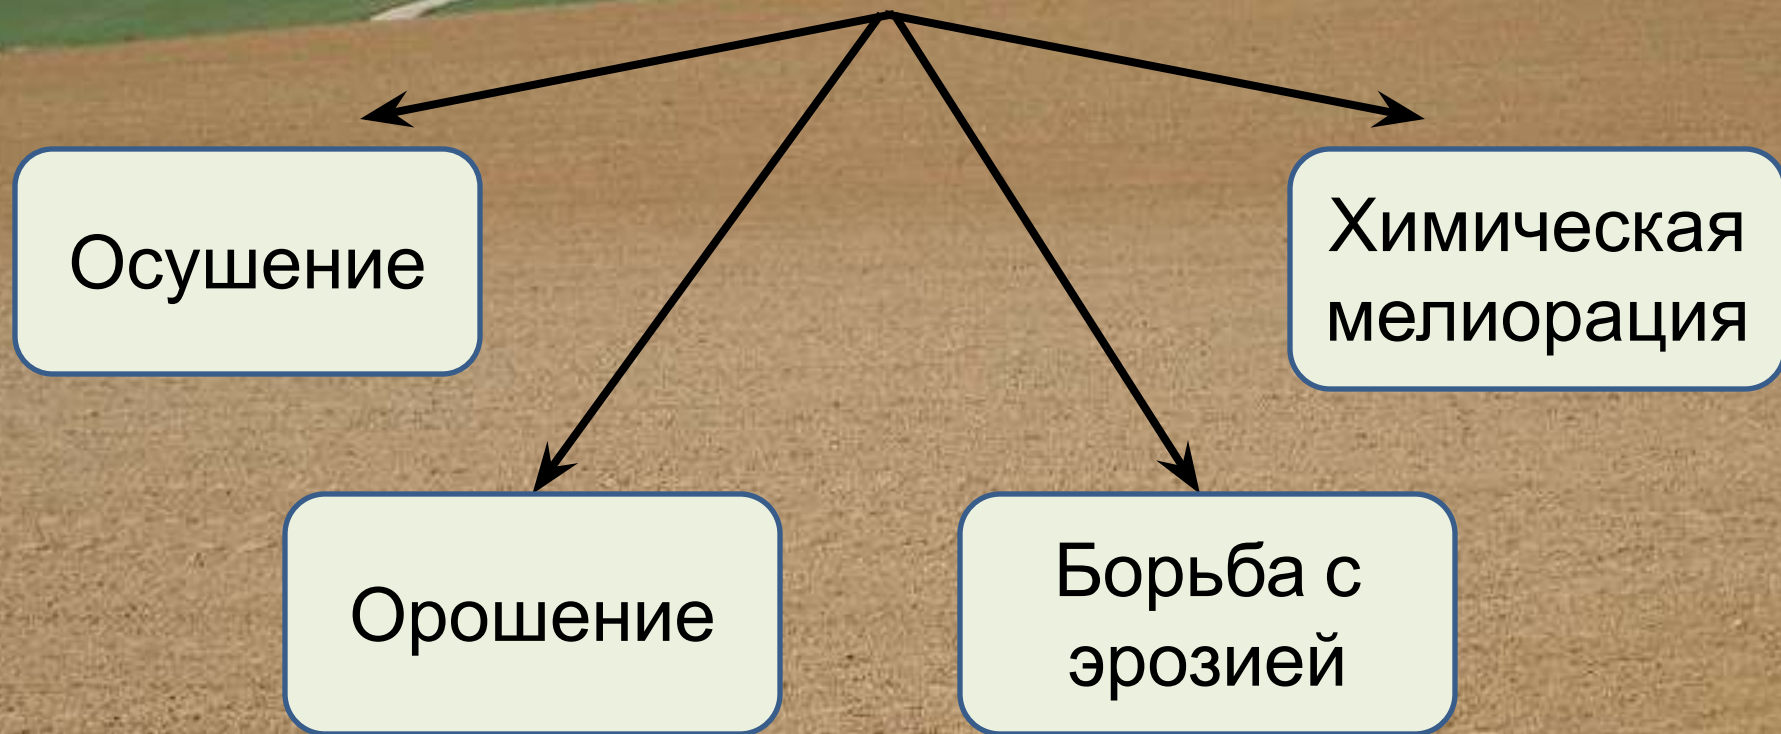 Осушение
Химическая
мелиорация
Орошение
Борьба с
эрозией